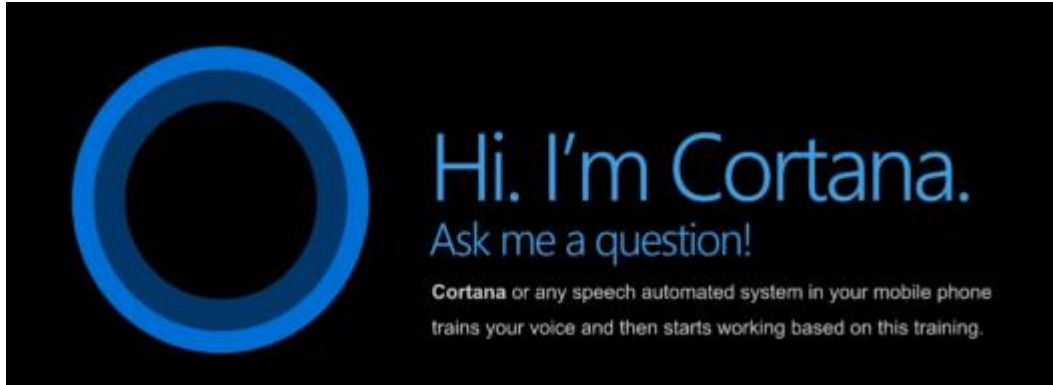 Hi. I'm Cortana.
Ask me a question!
Cortana or any speech automated system in your mobile phone
trains your voice and then starts working based on this training.